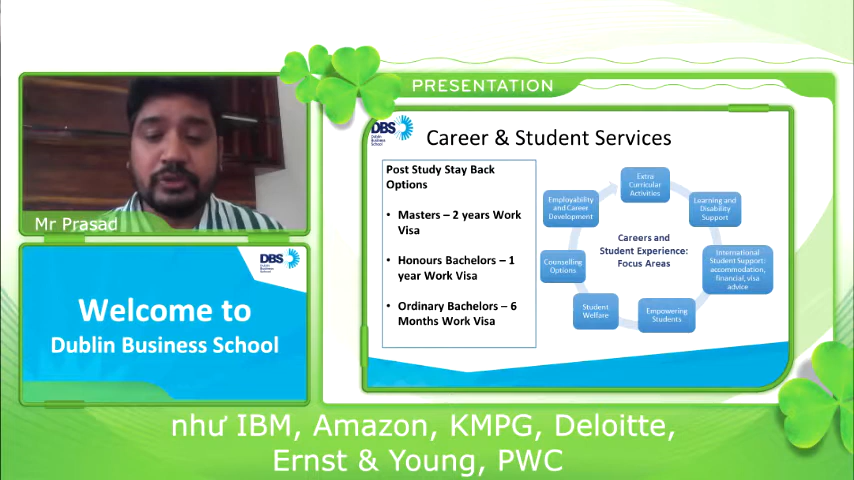 PRESENTATION
Mr Prasad
DBS
Dublin
Business
School
Welcome to
Dublin Business School
DBS
Dublin
Business
School
Career & Student Services
Post Study Stay Back
Options
• Masters – 2 years Work
Visa
• Honours Bachelors – 1
year Work Visa
• Ordinary Bachelors – 6
Months Work Visa
Extra
Curricular
Activities
Learning and
Disability
Support
International
Student Support:
accommodation,
financial, visa
advice
Empowering
Students
Student
Welfare
Counselling
Options
Employability
and Career
Development
Careers and
Student Experience:
Focus Areas
như IBM, Amazon, KMPG, Deloitte,
Ernst & Young, PWC